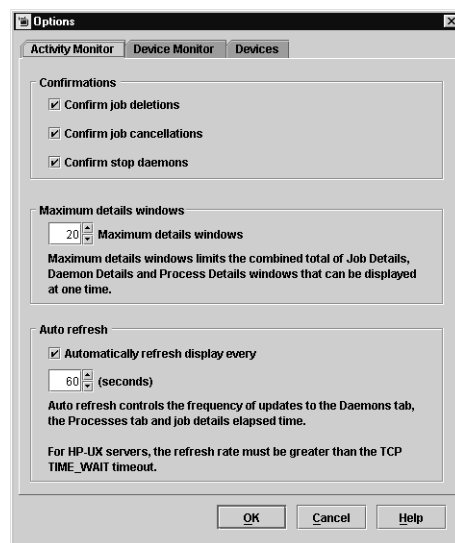 Options
Activity Monitor Device Monitor Devices
Confirmations
Confirm job deletions
Confirm job cancellations
Confirm stop daemons
Maximum details windows
20 Maximum details windows
Maximum details windows limits the combined total of Job Details,
Daemon Details and Process Details windows that can be displayed
at one time.
Auto refresh
Automatically refresh display every
60 (seconds)
Auto refresh controls the frequency of updates to the Daemons tab,
the Processes tab and job details elapsed time.
For HP-UX servers, the refresh rate must be greater than the TCP
TIME_WAIT timeout.
OK Cancel Help